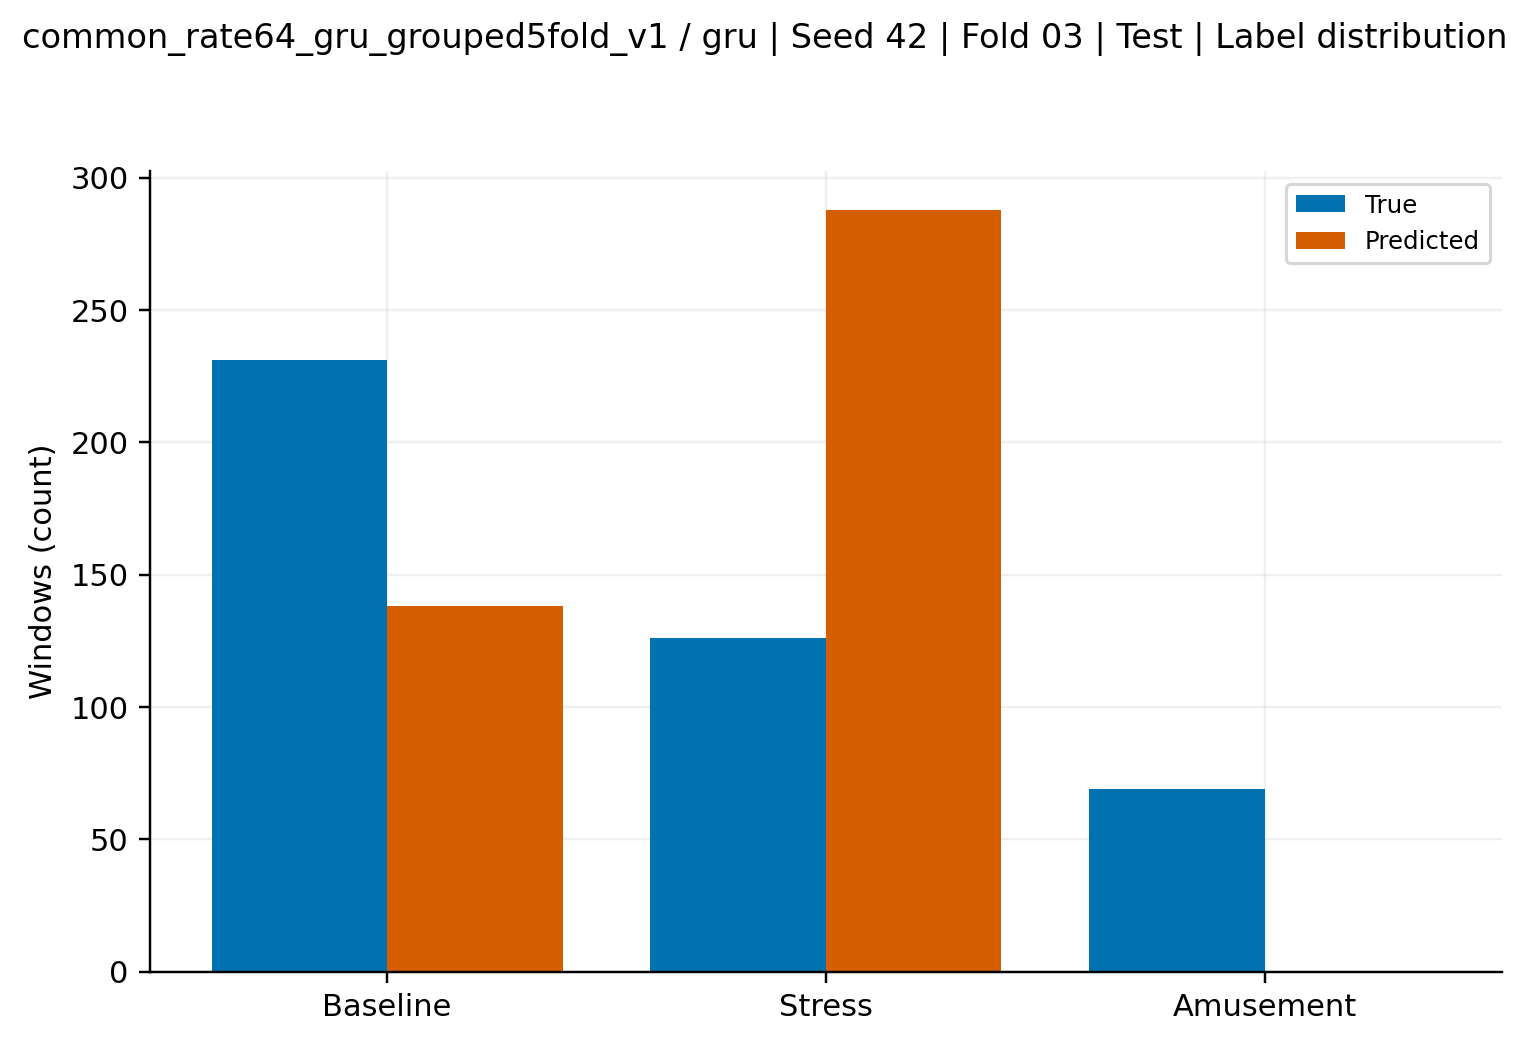 common_rate64_gru_grouped5fold_v1 / gru | Seed 42 | Fold 03 | Test | Label distribution
300
250
200
150
100
50
0
Windows (count)
True
Predicted
Baseline
Stress
Amusement